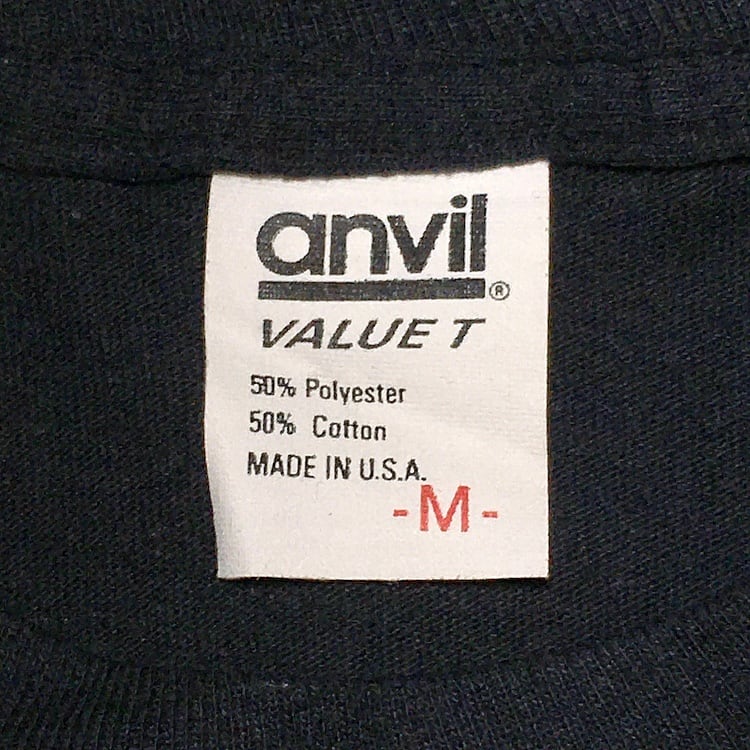 anvil®
VALUE T
50% Polyester
50% Cotton
MADE IN U.S.A.
-M-